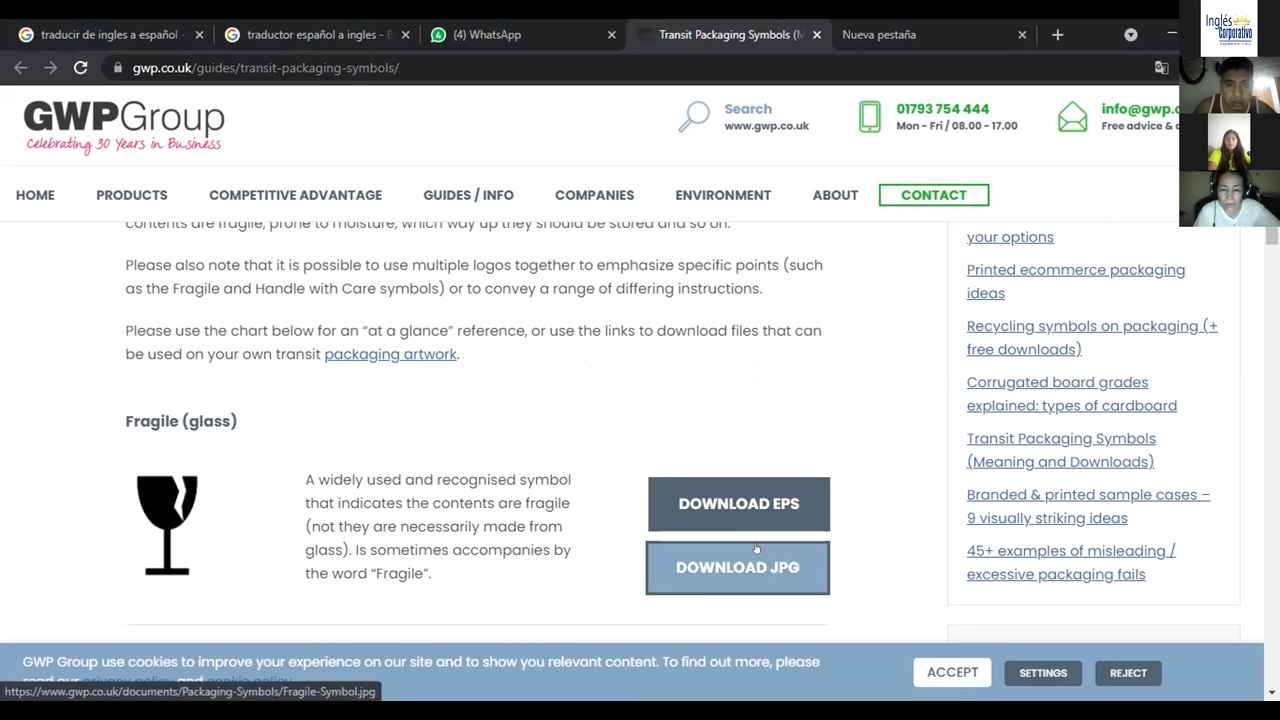 traducir de ingles a español -
traductor español a ingles - B
(4) WhatsApp
Transit Packaging Symbols (M
Nueva pestaña
gwp.co.uk/guides/transit-packaging-symbols/
Inglés
Corporativo
GWPGroup
Celebrating 30 Years in Business
Search
www.gwp.co.uk
01793 754 444
Mon - Fri / 08.00 - 17.00
info@gwp.c
Free advice &
HOME
PRODUCTS
COMPETITIVE ADVANTAGE
GUIDES / INFO
COMPANIES
ENVIRONMENT
ABOUT
CONTACT
contents are fragile, prone to moisture, which way up they should be stored and so on.
Please also note that it is possible to use multiple logos together to emphasize specific points (such
as the Fragile and Handle with Care symbols) or to convey a range of differing instructions.
Please use the chart below for an “at a glance” reference, or use the links to download files that can
be used on your own transit packaging artwork.
Fragile (glass)
A widely used and recognised symbol
that indicates the contents are fragile
(not they are necessarily made from
glass). Is sometimes accompanies by
the word “Fragile”.
DOWNLOAD EPS
DOWNLOAD JPG
your options
Printed ecommerce packaging
ideas
Recycling symbols on packaging (+
free downloads)
Corrugated board grades
explained: types of cardboard
Transit Packaging Symbols
(Meaning and Downloads)
Branded & printed sample cases –
9 visually striking ideas
45+ examples of misleading /
excessive packaging fails
GWP Group use cookies to improve your experience on our site and to show you relevant content. To find out more, please
read our privacy policy and cookie policy
ACCEPT
SETTINGS
REJECT
https://www.gwp.co.uk/documents/Packaging-Symbols/Fragile-Symbol.jpg